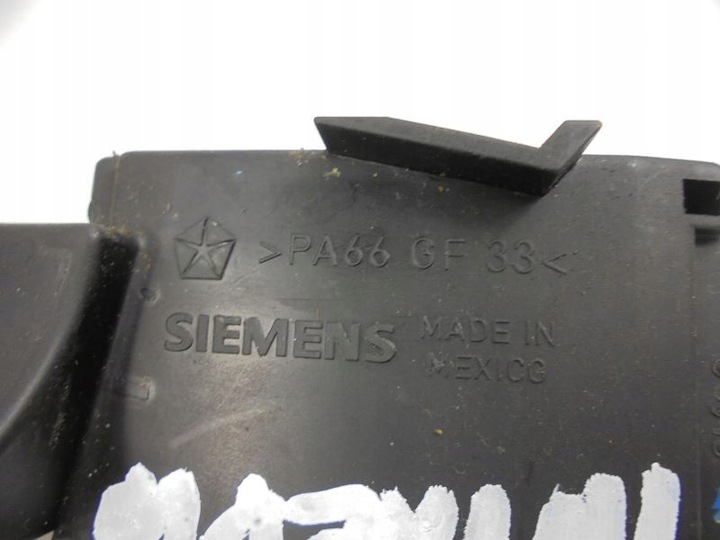 >PA66 GF 33<
SIEMENS
MADE IN
MEXICO